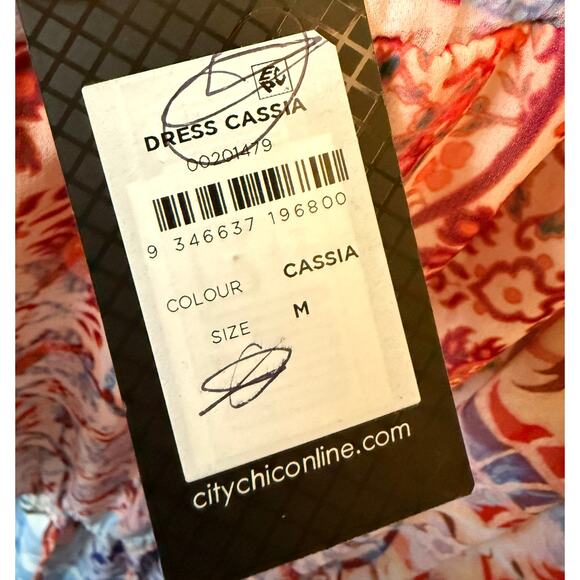 DRESS CASSIA
00201479
9 346637 196800
COLOUR CASSIA
SIZE M
citychiconline.com